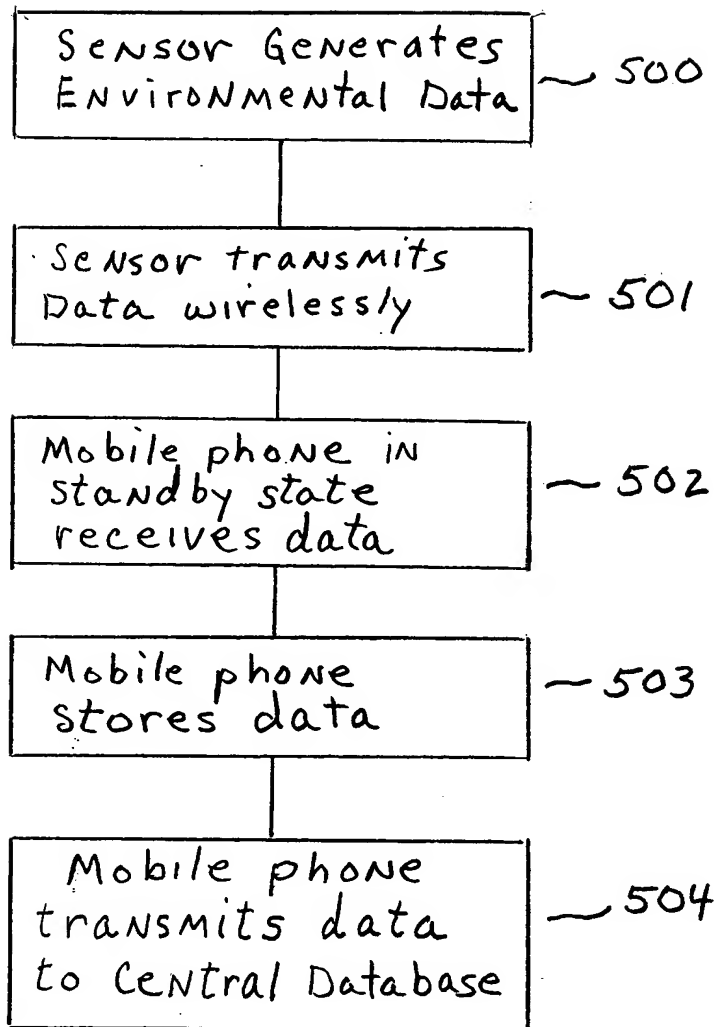 Sensor Generates
Environmental Data
500
Sensor transmits
Data wirelessly
501
Mobile phone in
standby state
receives data
502
Mobile phone
stores data
503
Mobile phone
transmits data
to Central Database
504